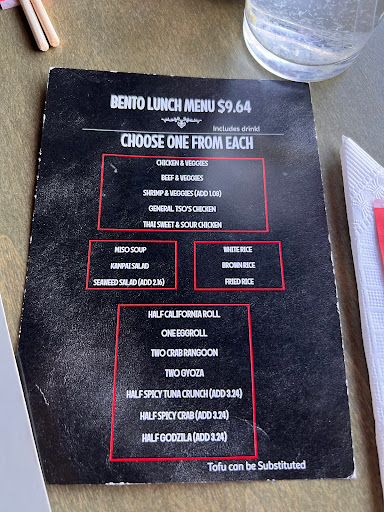 BENTO LUNCH MENU $9.64
Includes drink!
CHOOSE ONE FROM EACH
CHICKEN & VEGGIES
BEEF & VEGGIES
SHRIMP & VEGGIES (ADD 1.08)
GENERAL TSO'S CHICKEN
THAI SWEET & SOUR CHICKEN
MISO SOUP
KANPAI SALAD
SEAWEED SALAD (ADD 2.16)
WHITE RICE
BROWN RICE
FRIED RICE
HALF CALIFORNIA ROLL
ONE EGGROLL
TWO CRAB RANGOON
TWO GYOZA
HALF SPICY TUNA CRUNCH (ADD 3.24)
HALF SPICY CRAB (ADD 3.24)
HALF GODZILA (ADD 3.24)
Tofu can be Substituted